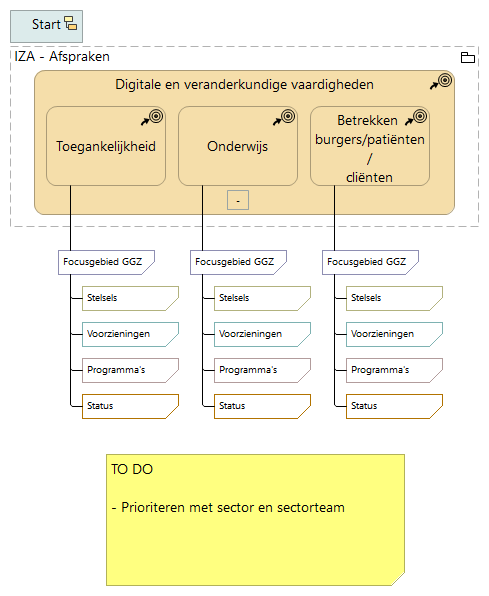 Start
IZA - Afspraken
Digitale en veranderkundige vaardigheden
Toegankelijkheid
Onderwijs
Betrekken
burgers/patiënten
/
cliënten
-
Focusgebied GGZ
Focusgebied GGZ
Focusgebied GGZ
Stelsels
Stelsels
Stelsels
Voorzieningen
Voorzieningen
Voorzieningen
Programma's
Programma's
Programma's
Status
Status
Status
TO DO
- Prioriteren met sector en sectorteam